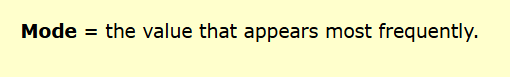 Mode = the value that appears most frequently.